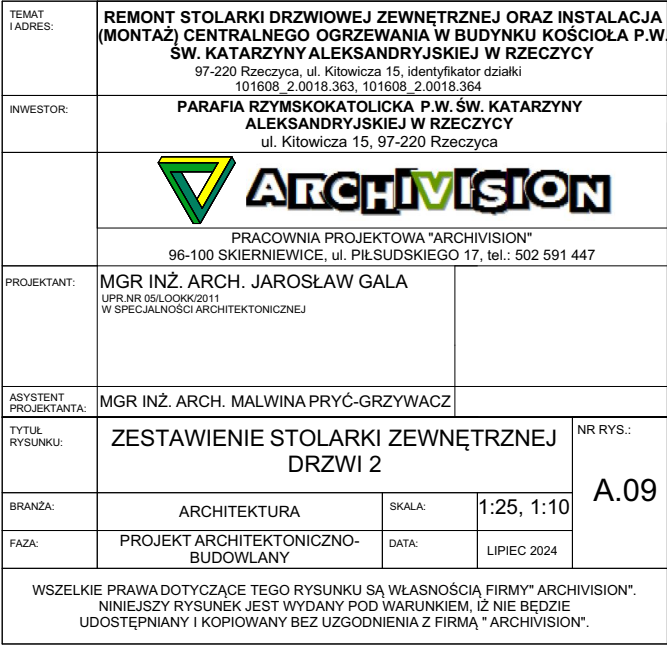 TEMAT
I ADRES:
REMONT STOLARKI DRZWIOWEJ ZEWNĘTRZNEJ ORAZ INSTALACJA
(MONTAŻ) CENTRALNEGO OGRZEWANIA W BUDYNKU KOŚCIOŁA P.W.
ŚW. KATARZYNY ALEKSANDRYJSKIEJ W RZECZYCY
97-220 Rzeczyca, ul. Kitowicza 15, identyfikator działki
101608_2.0018.363, 101608_2.0018.364
INWESTOR:
PARAFIA RZYMSKOKATOLICKA P.W. ŚW. KATARZYNY
ALEKSANDRYJSKIEJ W RZECZYCY
ul. Kitowicza 15, 97-220 Rzeczyca
ARCHIVISION
PRACOWNIA PROJEKTOWA "ARCHIVISION"
96-100 SKIERNIEWICE, ul. PIŁSUDSKIEGO 17, tel.: 502 591 447
PROJEKTANT:
MGR INŻ. ARCH. JAROSŁAW GALA
UPR.NR 05/LOOKK/2011
W SPECJALNOŚCI ARCHITEKTONICZNEJ
ASYSTENT
PROJEKTANTA:
MGR INŻ. ARCH. MALWINA PRYĆ-GRZYWACZ
TYTUŁ
RYSUNKU:
ZESTAWIENIE STOLARKI ZEWNĘTRZNEJ
DRZWI 2
NR RYS.:
A.09
BRANŻA:
ARCHITEKTURA
SKALA:
1:25, 1:10
FAZA:
PROJEKT ARCHITEKTONICZNO-
BUDOWLANY
DATA:
LIPIEC 2024
WSZELKIE PRAWA DOTYCZĄCE TEGO RYSUNKU SĄ WŁASNOŚCIĄ FIRMY" ARCHIVISION".
NINIEJSZY RYSUNEK JEST WYDANY POD WARUNKIEM, IŻ NIE BĘDZIE
UDOSTĘPNIANY I KOPIOWANY BEZ UZGODNIENIA Z FIRMĄ " ARCHIVISION".